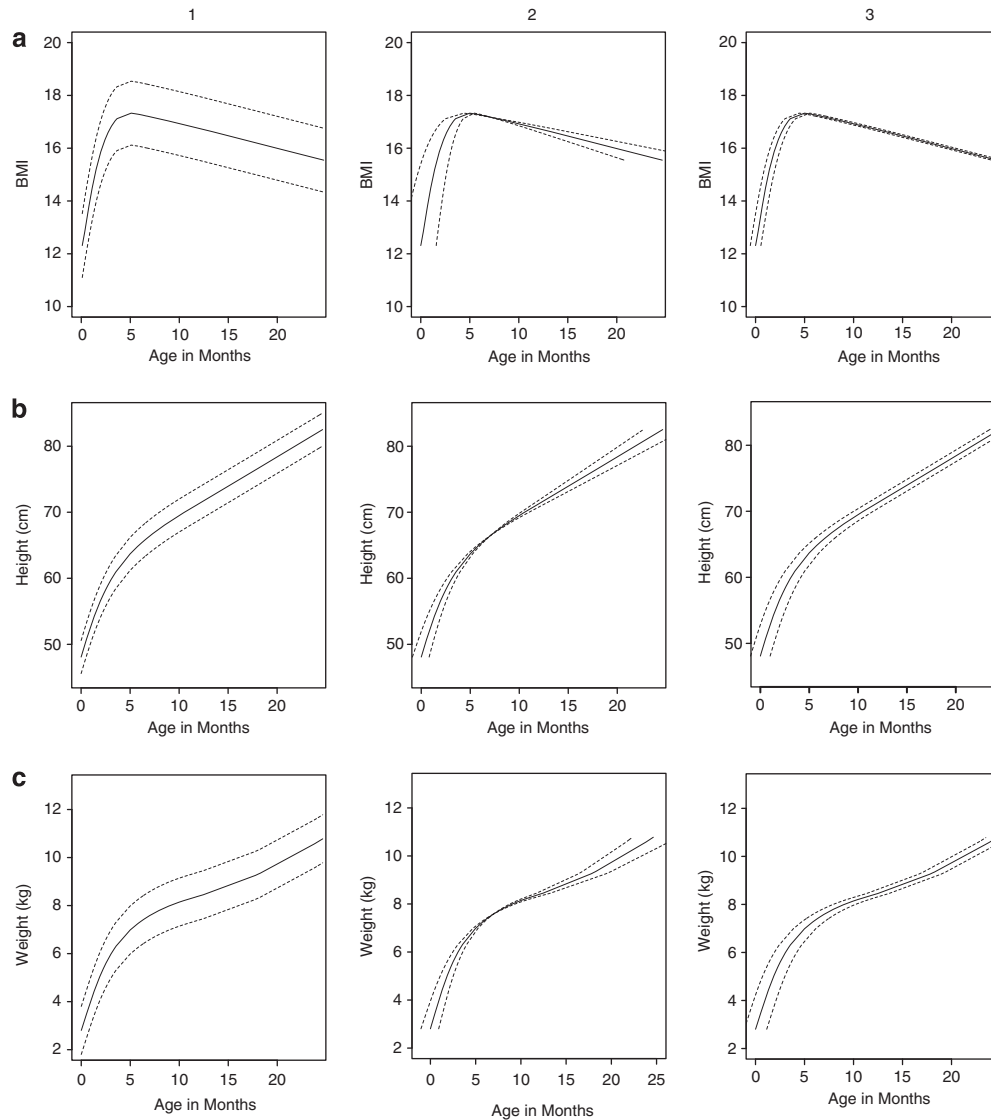 1 2 3
a
20 20 20
18 18 18
16 16 16
14 14 14
12 12 12
10 10 10
BMI BMI BMI
0 5 10 15 20 0 5 10 15 20 0 5 10 15 20
Age in Months Age in Months Age in Months
b
80 80 80
70 70 70
60 60 60
50 50 50
Height (cm) Height (cm) Height (cm)
0 5 10 15 20 0 5 10 15 20 0 5 10 15 20
Age in Months Age in Months Age in Months
c
12 12 12
10 10 10
8 8 8
6 6 6
4 4 4
2 2 2
Weight (kg) Weight (kg) Weight (kg)
0 5 10 15 20 0 5 10 15 20 25 0 5 10 15 20
Age in Months Age in Months Age in Months